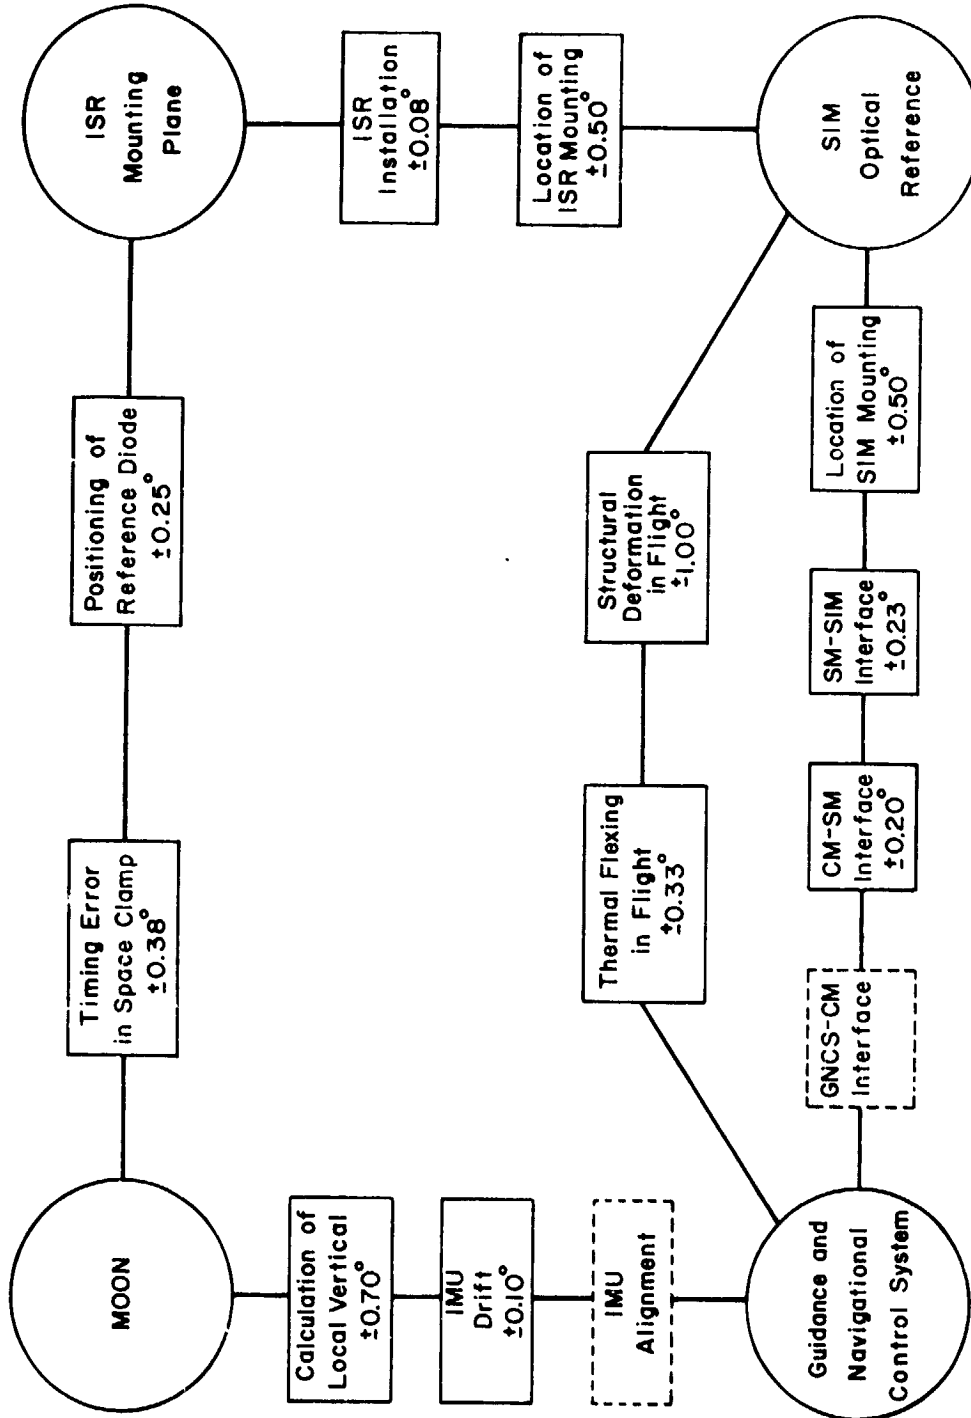 MOON
Timing Error
in Space Clamp
±0.38°
Positioning of
Reference Diode
±0.25°
ISR
Mounting
Plane
Calculation of
Local Vertical
±0.70°
IMU
Drift
±0.10°
IMU
Alignment
ISR
Installation
±0.08°
Location of
ISR Mounting
±0.50°
Thermal Flexing
in Flight
±0.33°
Structural
Deformation
in Flight
±1.00°
Guidance and
Navigational
Control System
GNCS-CM
Interface
CM-SM
Interface
±0.20°
SM-SIM
Interface
±0.23°
Location of
SIM Mounting
±0.50°
SIM
Optical
Reference